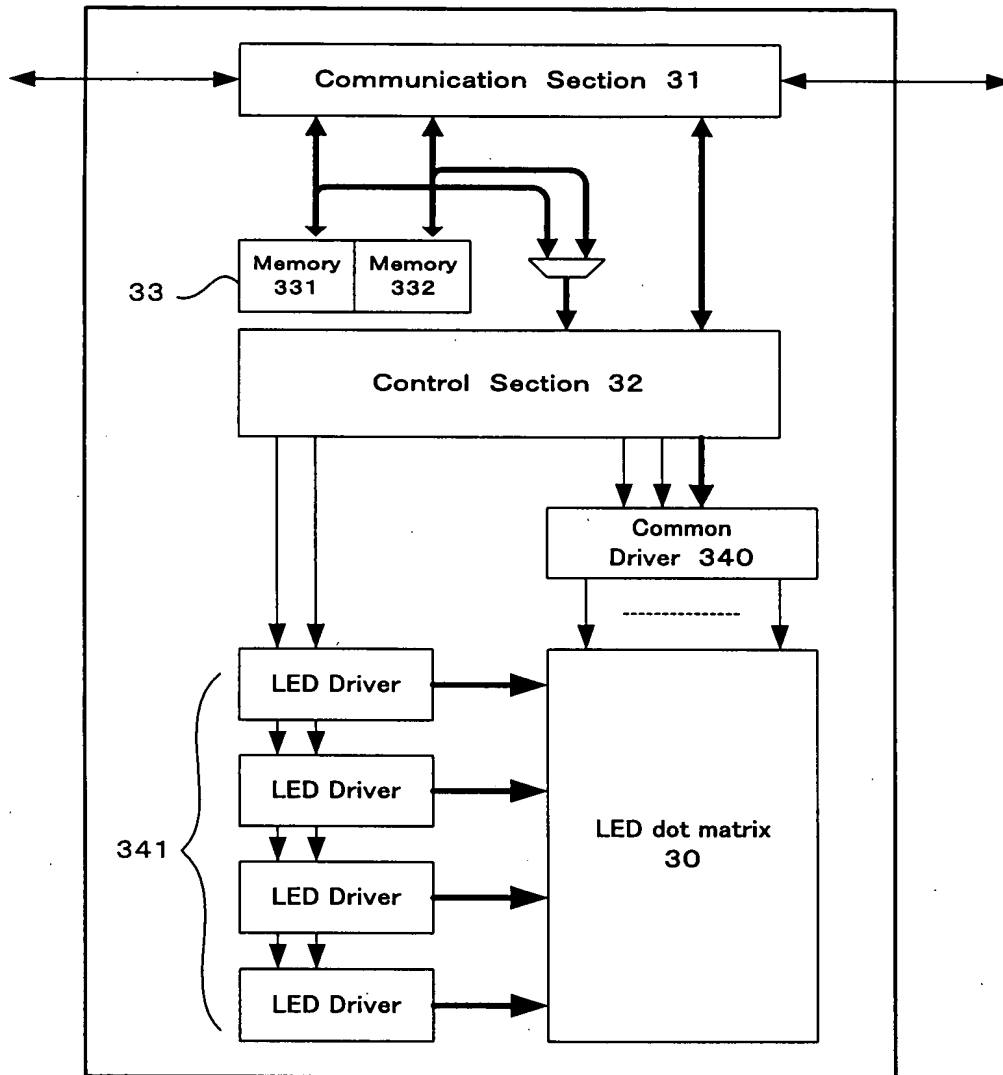 Communication Section 31
Memory
331
Memory
332
33
Control Section 32
Common
Driver 340
LED Driver
LED Driver
LED Driver
LED Driver
341
LED dot matrix
30